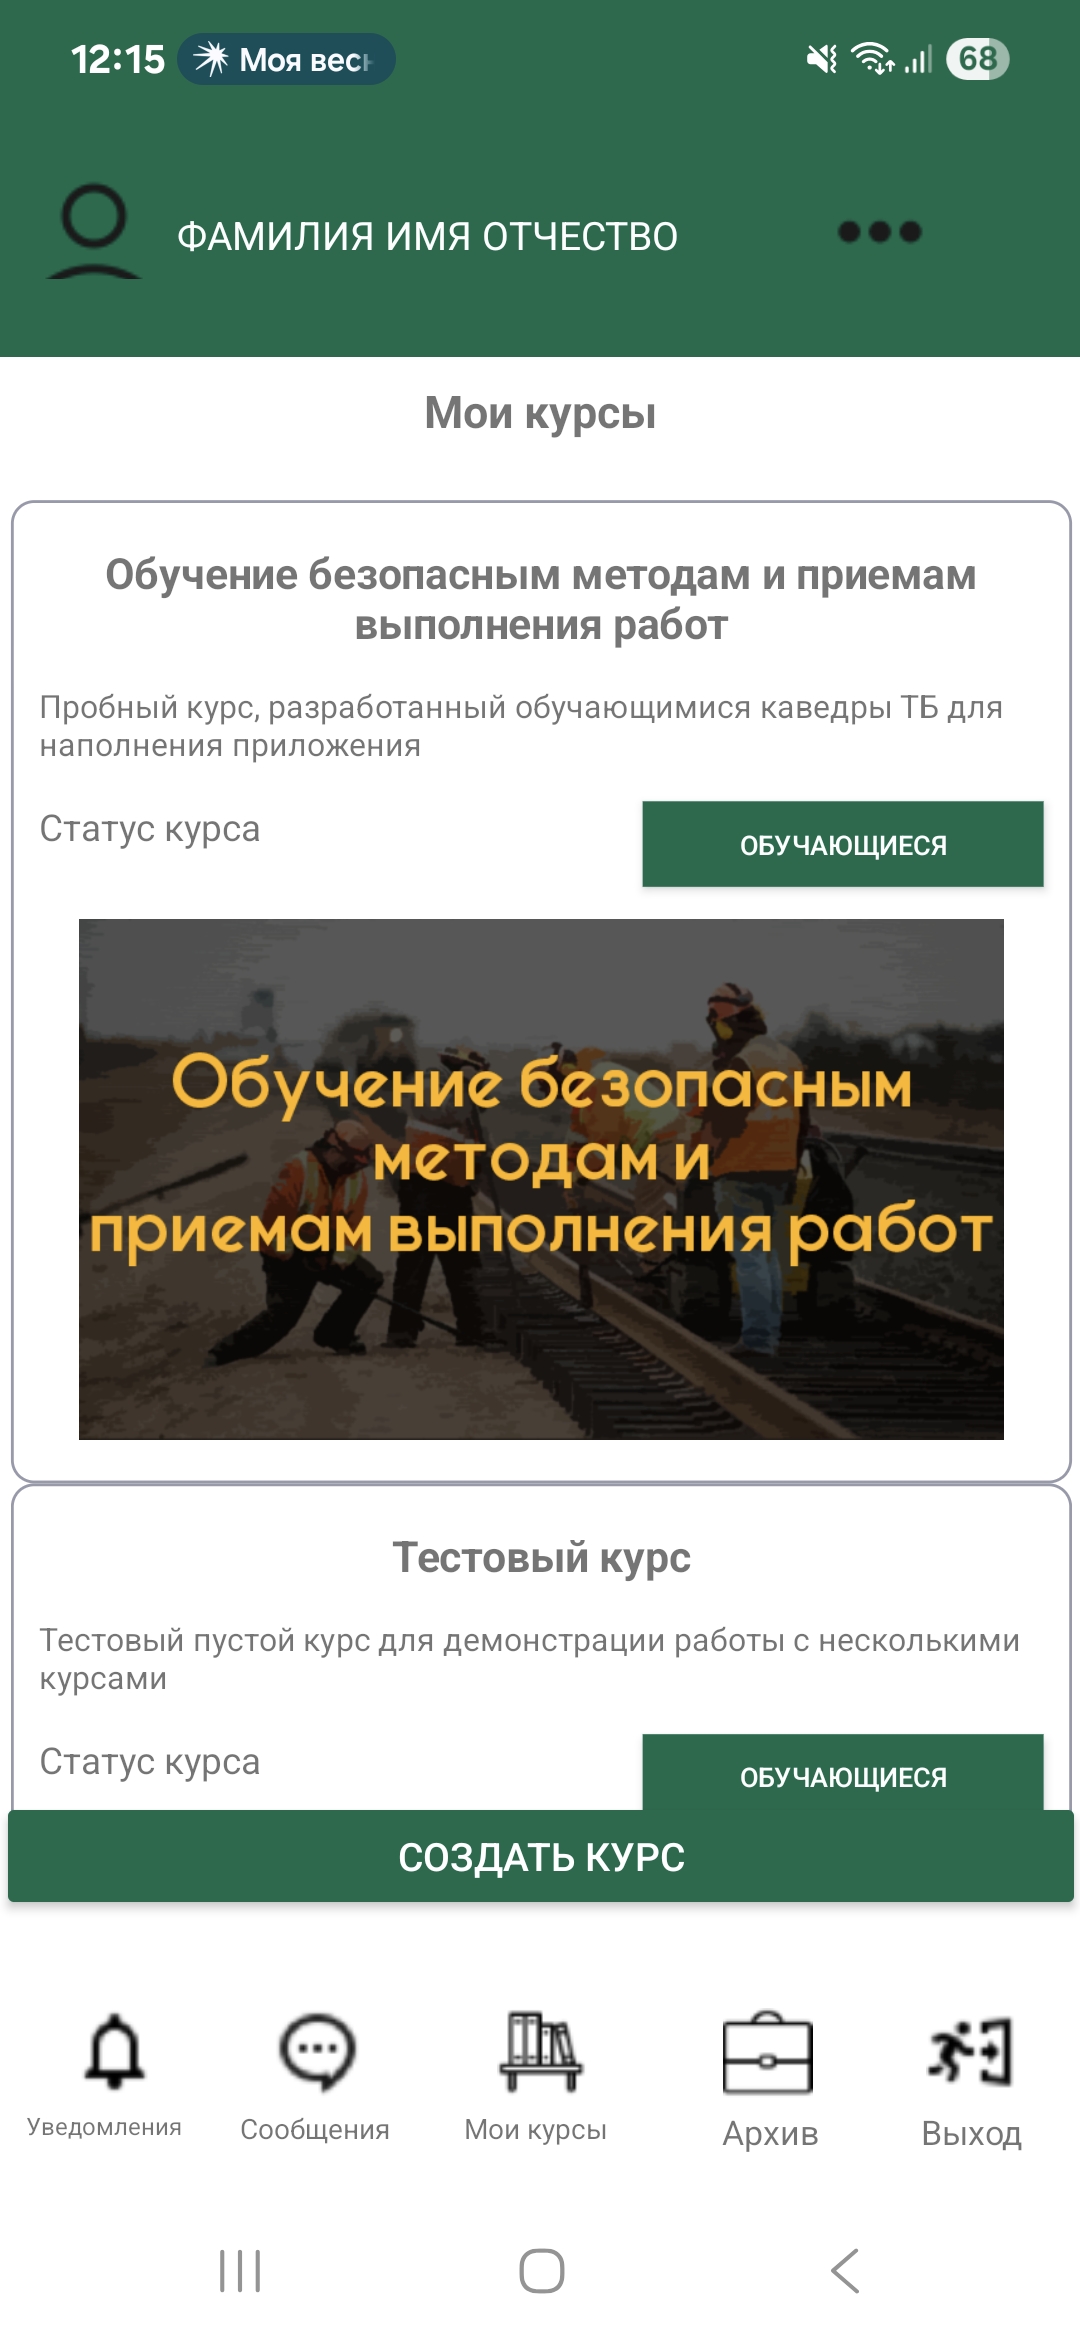 12:15 Моя вес 68
ФАМИЛИЯ ИМЯ ОТЧЕСТВО
Мои курсы
Обучение безопасным методам и приемам
выполнения работ
Пробный курс, разработанный обучающимися каведры ТБ для
наполнения приложения
Статус курса
ОБУЧАЮЩИЕСЯ
Обучение безопасным
методам и
приемам выполнения работ
Тестовый курс
Тестовый пустой курс для демонстрации работы с несколькими
курсами
Статус курса
ОБУЧАЮЩИЕСЯ
СОЗДАТЬ КУРС
Уведомления
Сообщения
Мои курсы
Архив
Выход